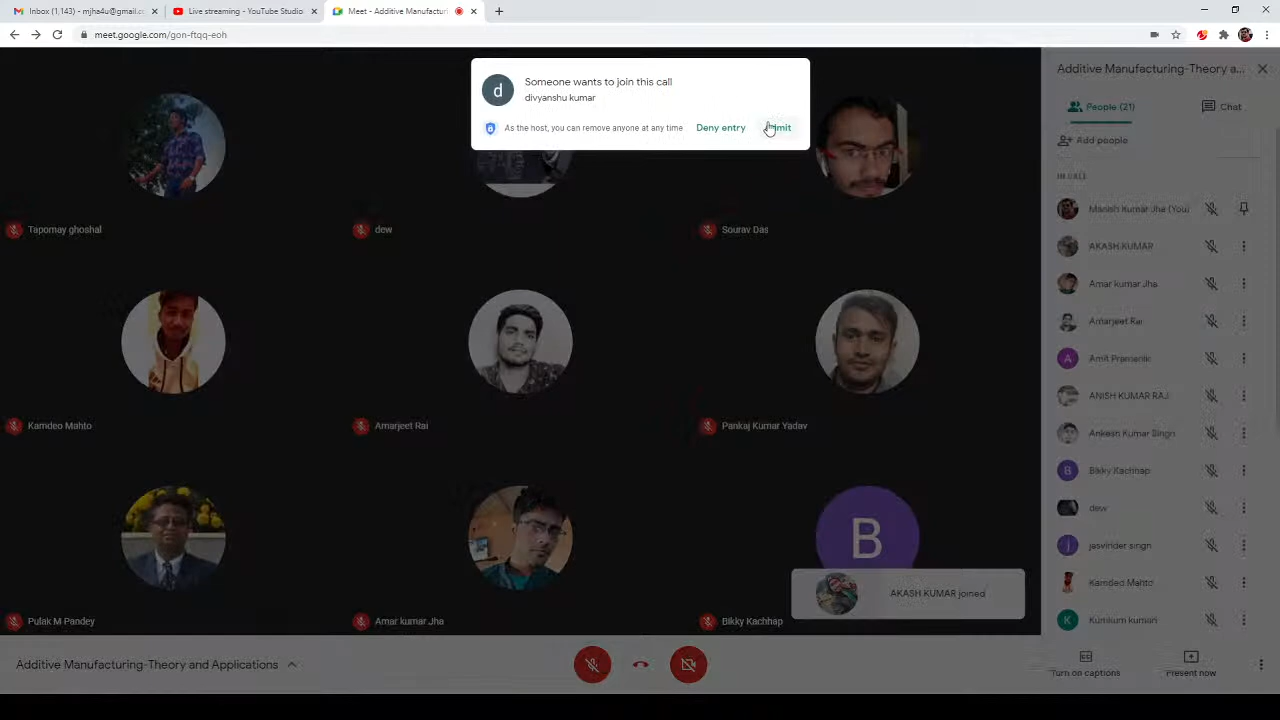 Inbox (1,143) - mjha4u@gmail.cc
Live streaming - YouTube Studio
Meet - Additive Manufacturi
meet.google.com/gon-ftqq-eoh
d
Someone wants to join this call
divyanshu kumar
As the host, you can remove anyone at any time
Deny entry
Additive Manufacturing-Theory a...
People (21)
Chat
Add people
IN CALL
Manish Kumar Jha (You)
AKASH KUMAR
Amar kumar Jha
Amarjeet Rai
A
Amit Pramanik
ANISH KUMAR RAJ
Ankesh Kumar Singh
B
Bikky Kachhap
dew
j
jasvinder singh
Kamdeo Mahto
K
Kumkum kumari
Tapomay ghoshal
dew
Sourav Das
Kamdeo Mahto
Amarjeet Rai
Pankaj Kumar Yadav
B
AKASH KUMAR joined
Pulak M Pandey
Amar kumar Jha
Bikky Kachhap
Additive Manufacturing-Theory and Applications
Turn on captions
Present now